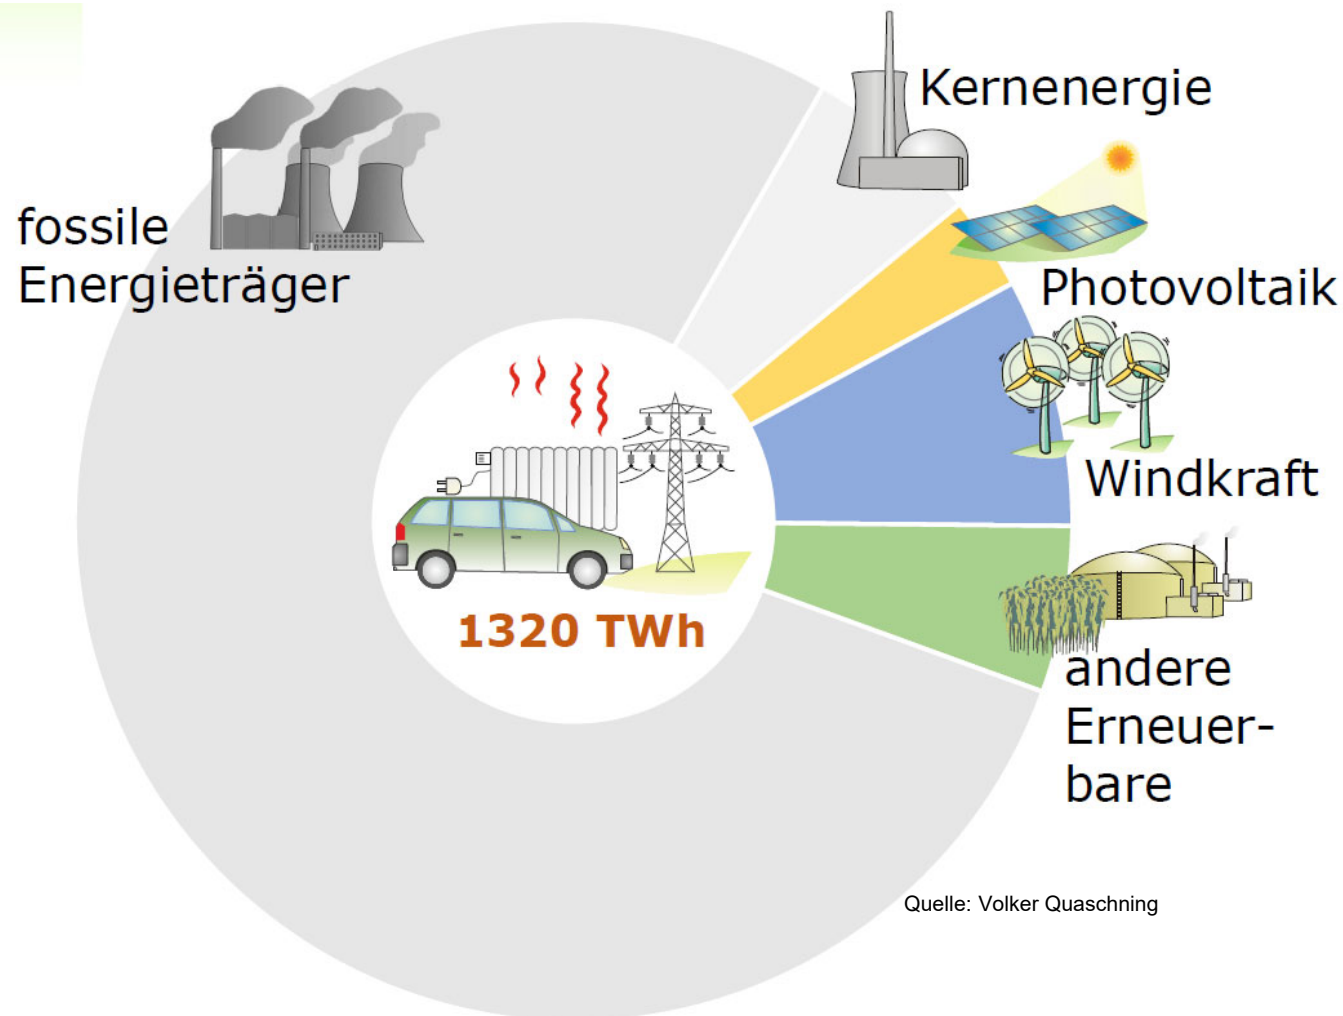 Kernenergie
fossile
Energieträger
Photovoltaik
Windkraft
1320 TWh
andere
Erneuer-
bare
Quelle: Volker Quaschning